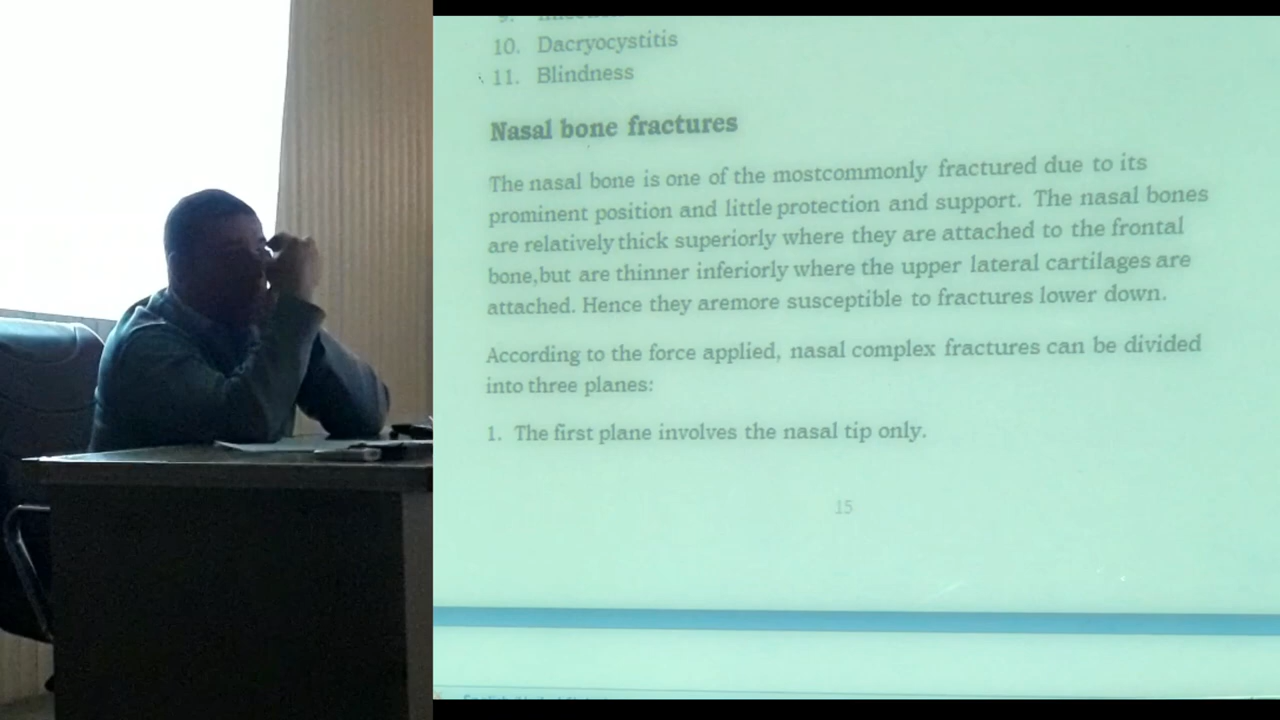 10. Dacryocystitis
11. Blindness
Nasal bone fractures
The nasal bone is one of the mostcommonly fractured due to its
prominent position and little protection and support. The nasal bones
are relatively thick superiorly where they are attached to the frontal
bone,but are thinner inferiorly where the upper lateral cartilages are
attached. Hence they aremore susceptible to fractures lower down.
According to the force applied, nasal complex fractures can be divided
into three planes:
1. The first plane involves the nasal tip only.
15